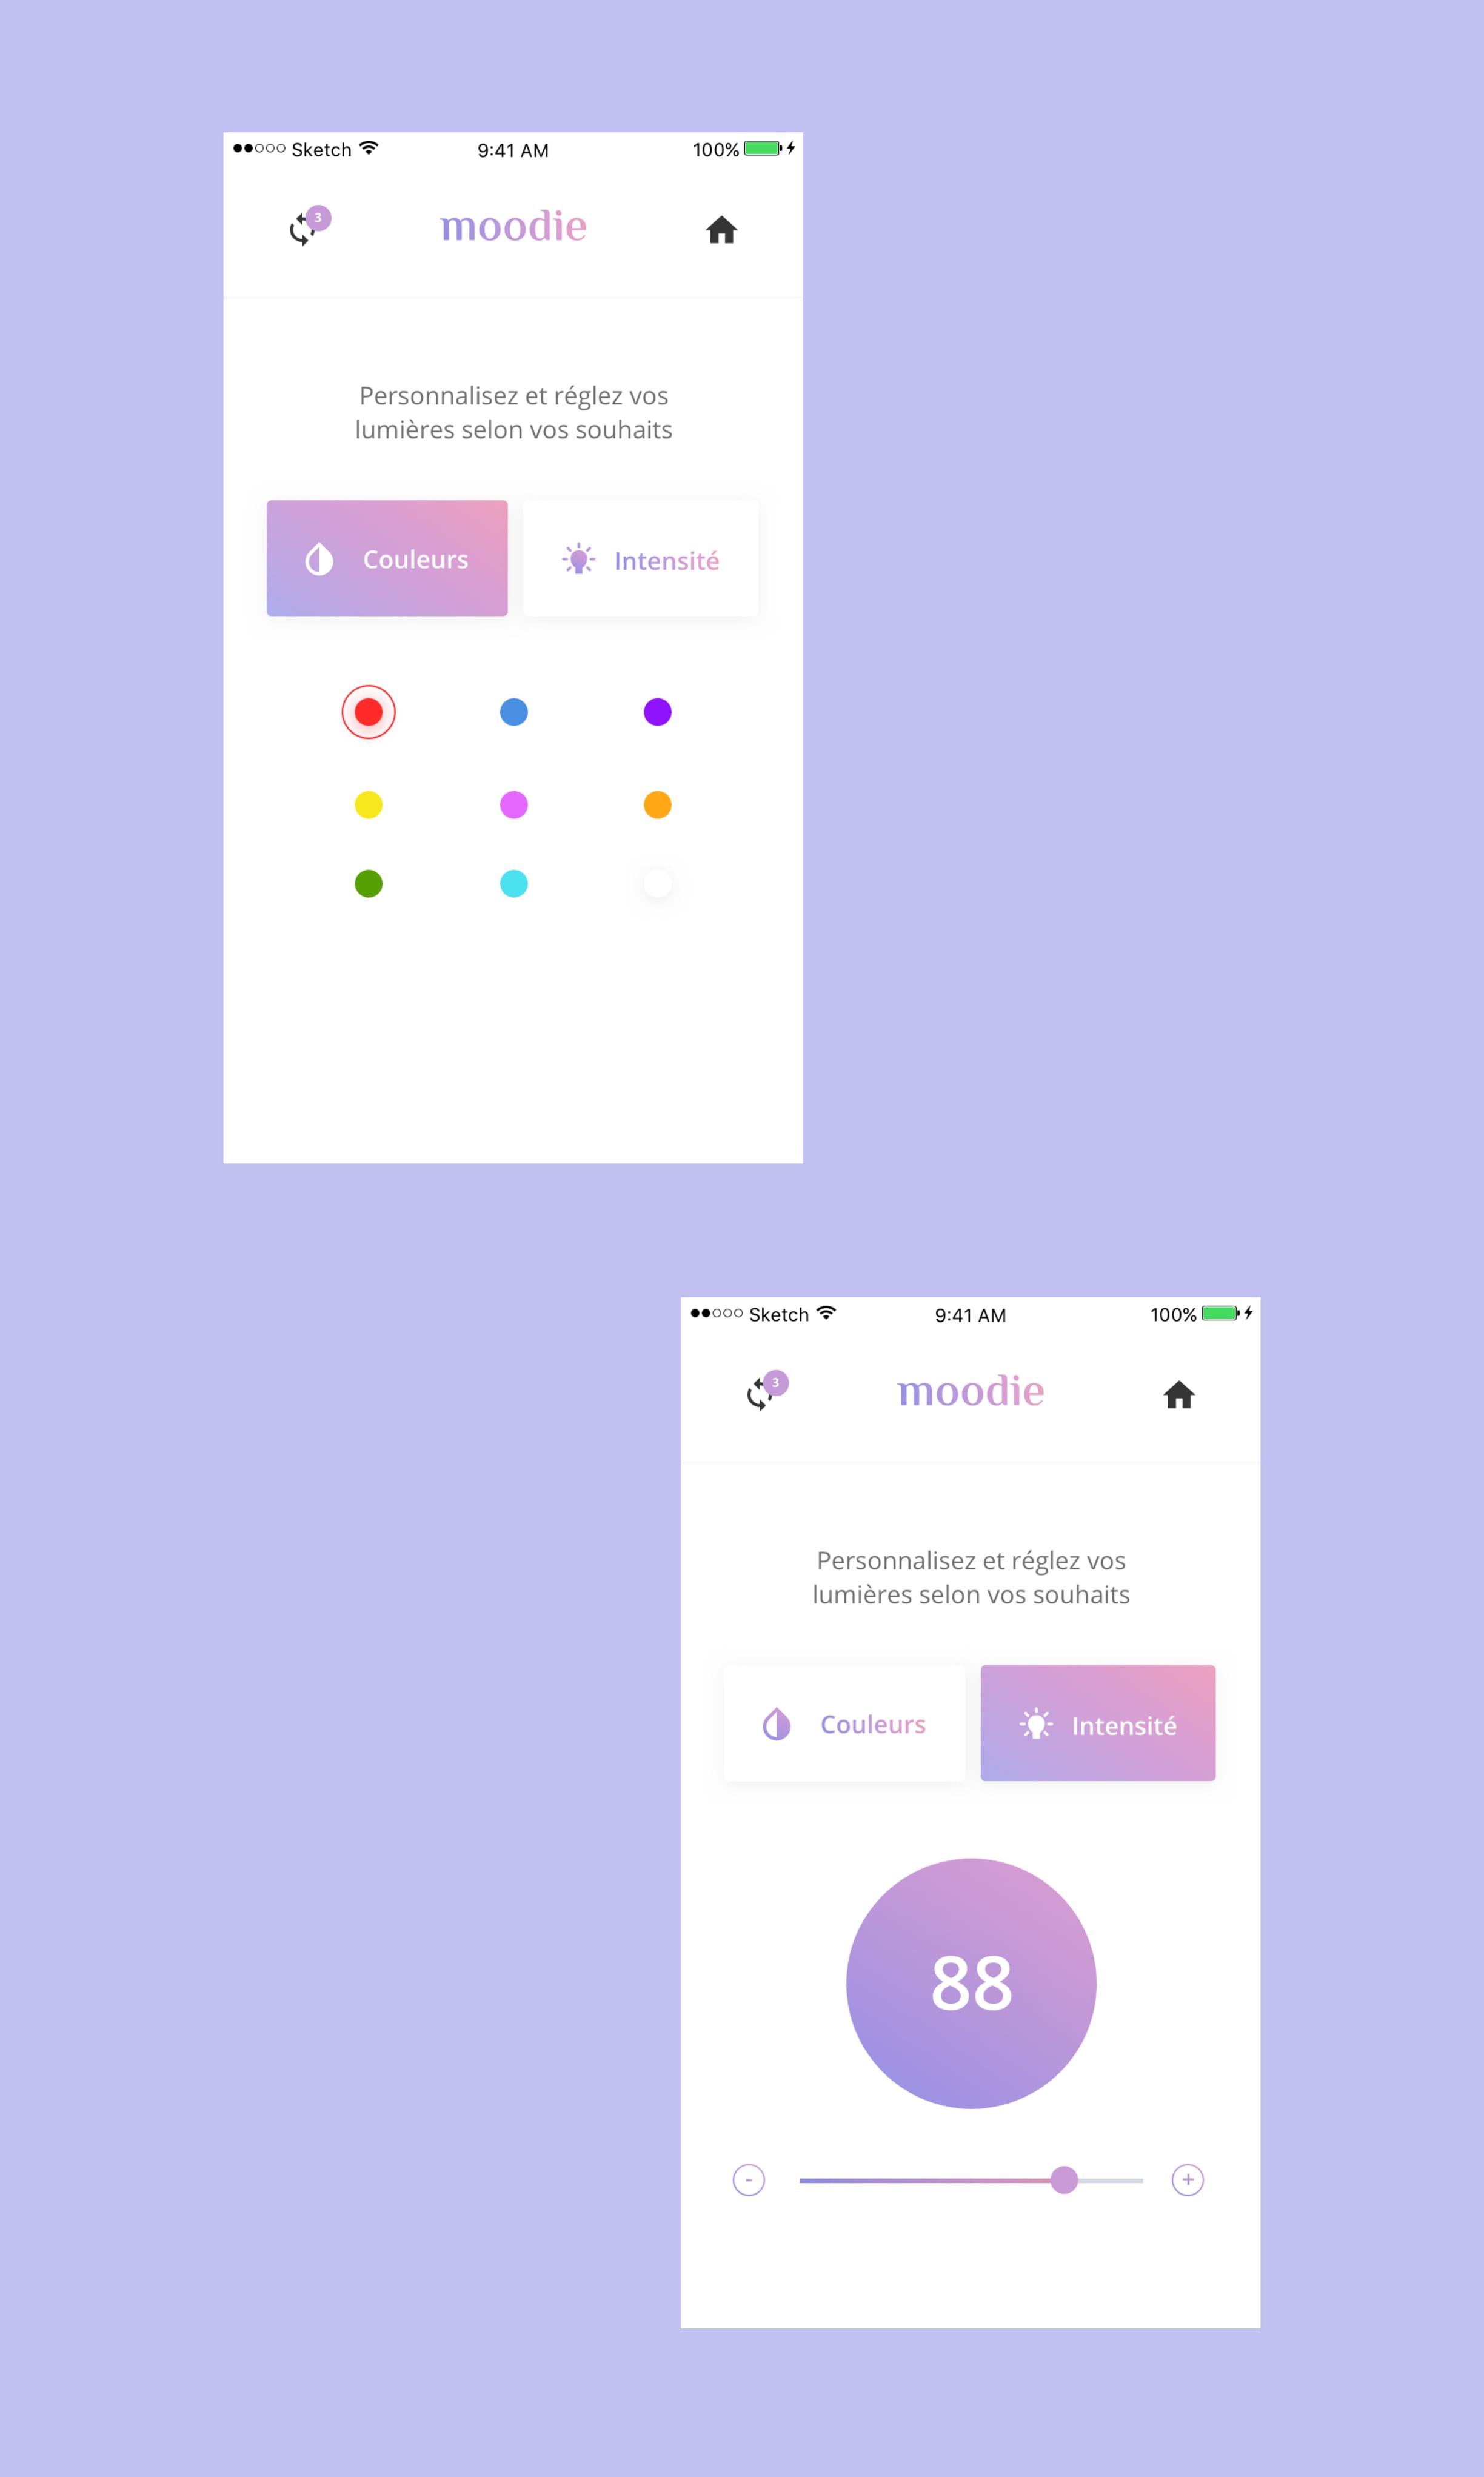 Sketch 9:41 AM 100%
3 moodie
Personnalisez et réglez vos
lumières selon vos souhaits
Couleurs Intensité
Sketch 9:41 AM 100%
3 moodie
Personnalisez et réglez vos
lumières selon vos souhaits
Couleurs Intensité
88
- +